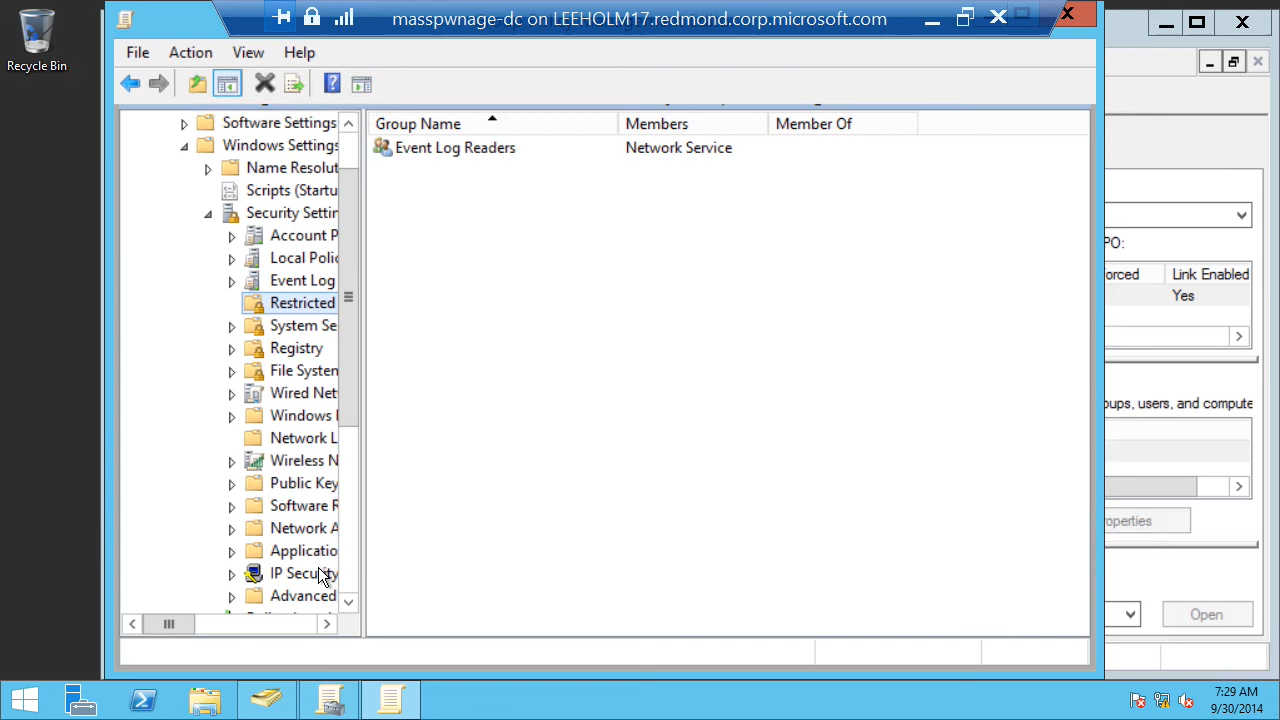 masspwnage-dc on LEEHOLM17.redmond.corp.microsoft.com
Recycle Bin
File Action View Help
Software Settings
Windows Settings
Name Resolut
Scripts (Startu
Security Settin
Account P
Local Polic
Event Log
Restricted
System Se
Registry
File System
Wired Net
Windows
Network L
Wireless N
Public Key
Software R
Network A
Applicatio
IP Security
Advanced
Group Name Members Member Of
Event Log Readers Network Service
PO:
orced Link Enabled
Yes
oups, users, and compute
operties
Open
7:29 AM
9/30/2014